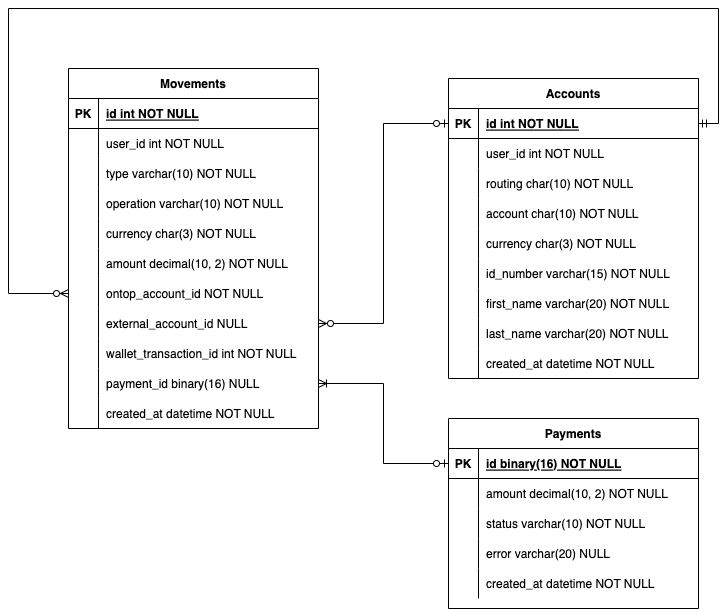 Movements
PK id int NOT NULL
user_id int NOT NULL
type varchar(10) NOT NULL
operation varchar(10) NOT NULL
currency char(3) NOT NULL
amount decimal(10, 2) NOT NULL
ontop_account_id NOT NULL
external_account_id NULL
wallet_transaction_id int NOT NULL
payment_id binary(16) NULL
created_at datetime NOT NULL
Accounts
PK id int NOT NULL
user_id int NOT NULL
routing char(10) NOT NULL
account char(10) NOT NULL
currency char(3) NOT NULL
id_number varchar(15) NOT NULL
first_name varchar(20) NOT NULL
last_name varchar(20) NOT NULL
created_at datetime NOT NULL
Payments
PK id binary(16) NOT NULL
amount decimal(10, 2) NOT NULL
status varchar(10) NOT NULL
error varchar(20) NULL
created_at datetime NOT NULL